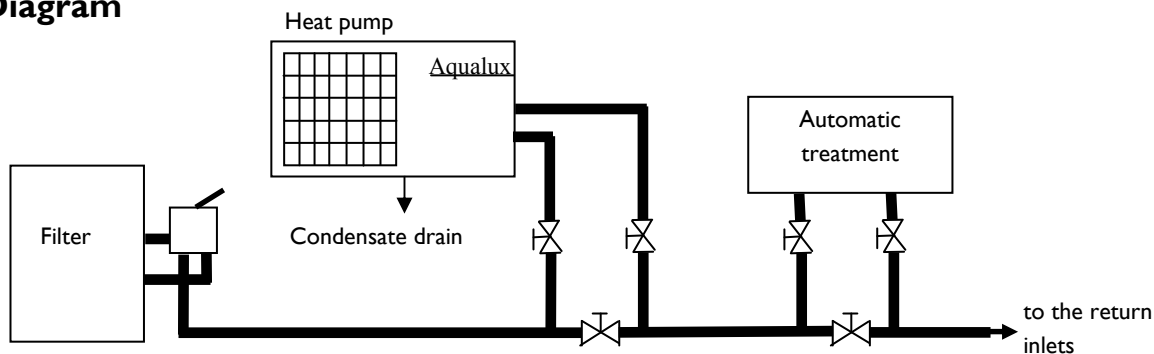 Diagram
Heat pump
Aqualux
Automatic
treatment
Filter
Condensate drain
to the return
inlets